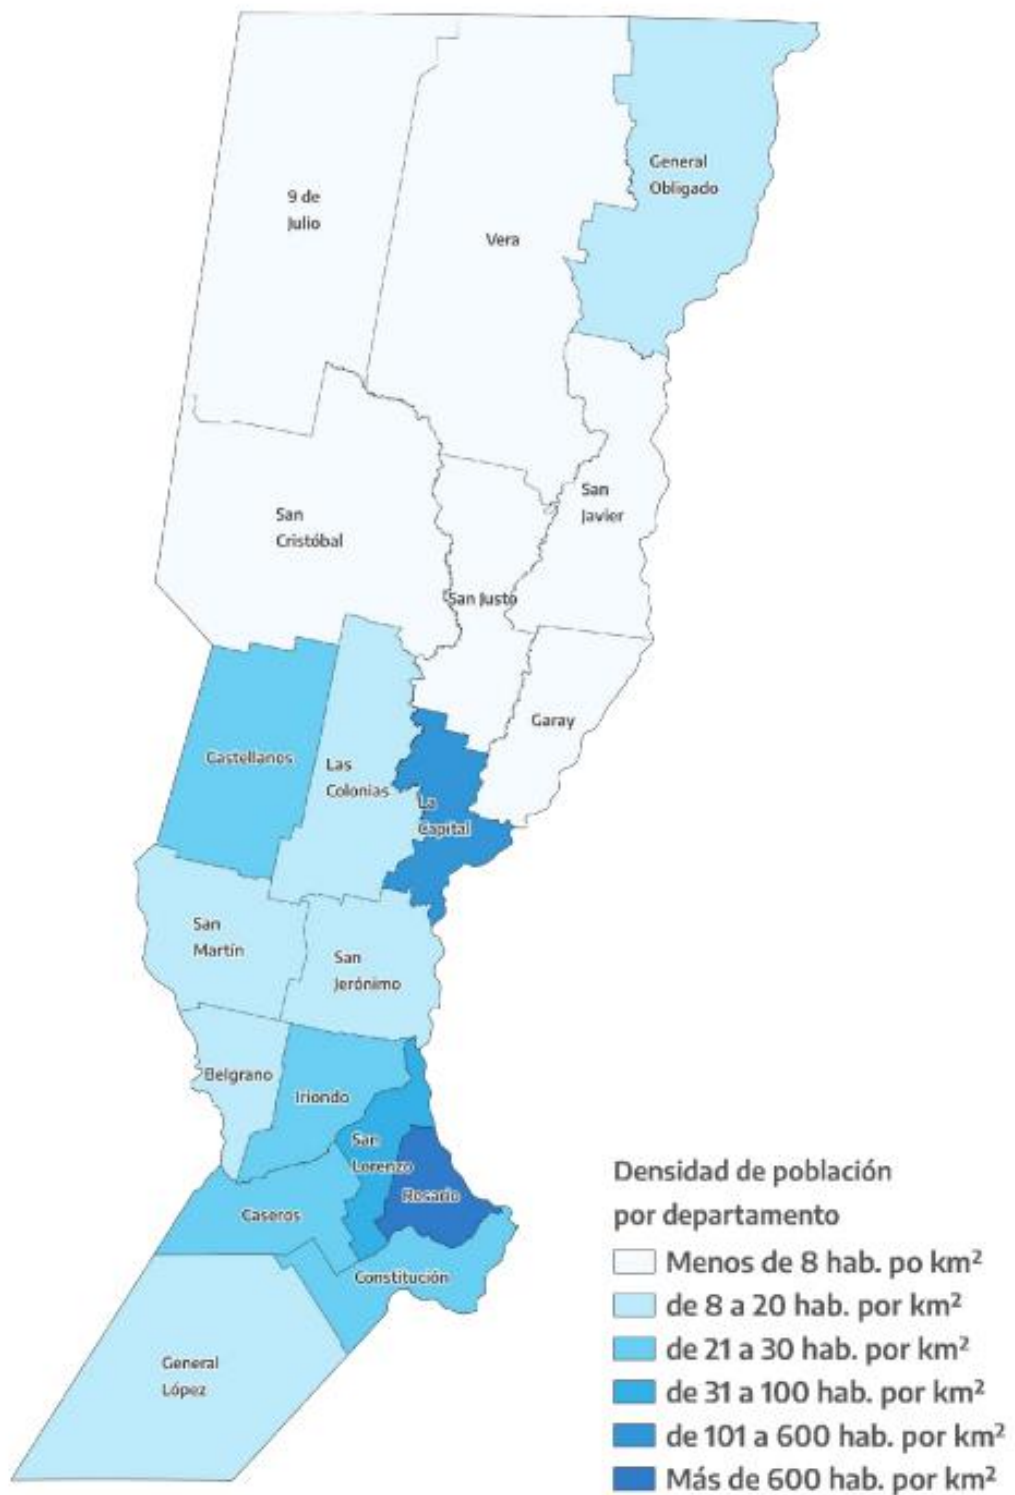 General
Obligado
9 de
Julio
Vera
San
Javier
San
Cristóbal
San Justo
Garay
Castellanos
Las
Colonias
La
Capital
San
Martín
San
Jerónimo
Belgrano
Iriondo
San
Lorenzo
Rosario
Caseros
Constitución
General
López
Densidad de población
por departamento
Menos de 8 hab. po km²
de 8 a 20 hab. por km²
de 21 a 30 hab. por km²
de 31 a 100 hab. por km²
de 101 a 600 hab. por km²
Más de 600 hab. por km²